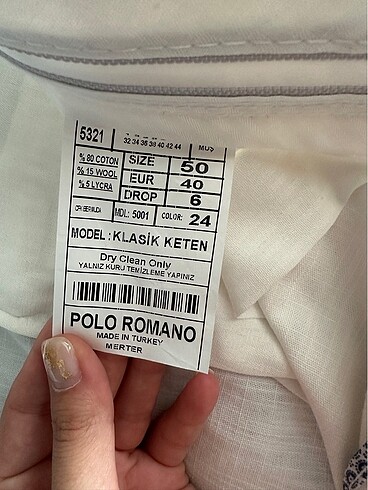 5321
32 34 36 38 40 42 44
MUŞ
% 80 COTON
% 15 WOOL
% 5 LYCRA
SIZE 50
EUR 40
DROP 6
MDL: 5001 COLOR: 24
MODEL : KLASİK KETEN
Dry Clean Only
YALNIZ KURU TEMİZLEME YAPINIZ
POLO ROMANO
MADE IN TURKEY
MERTER